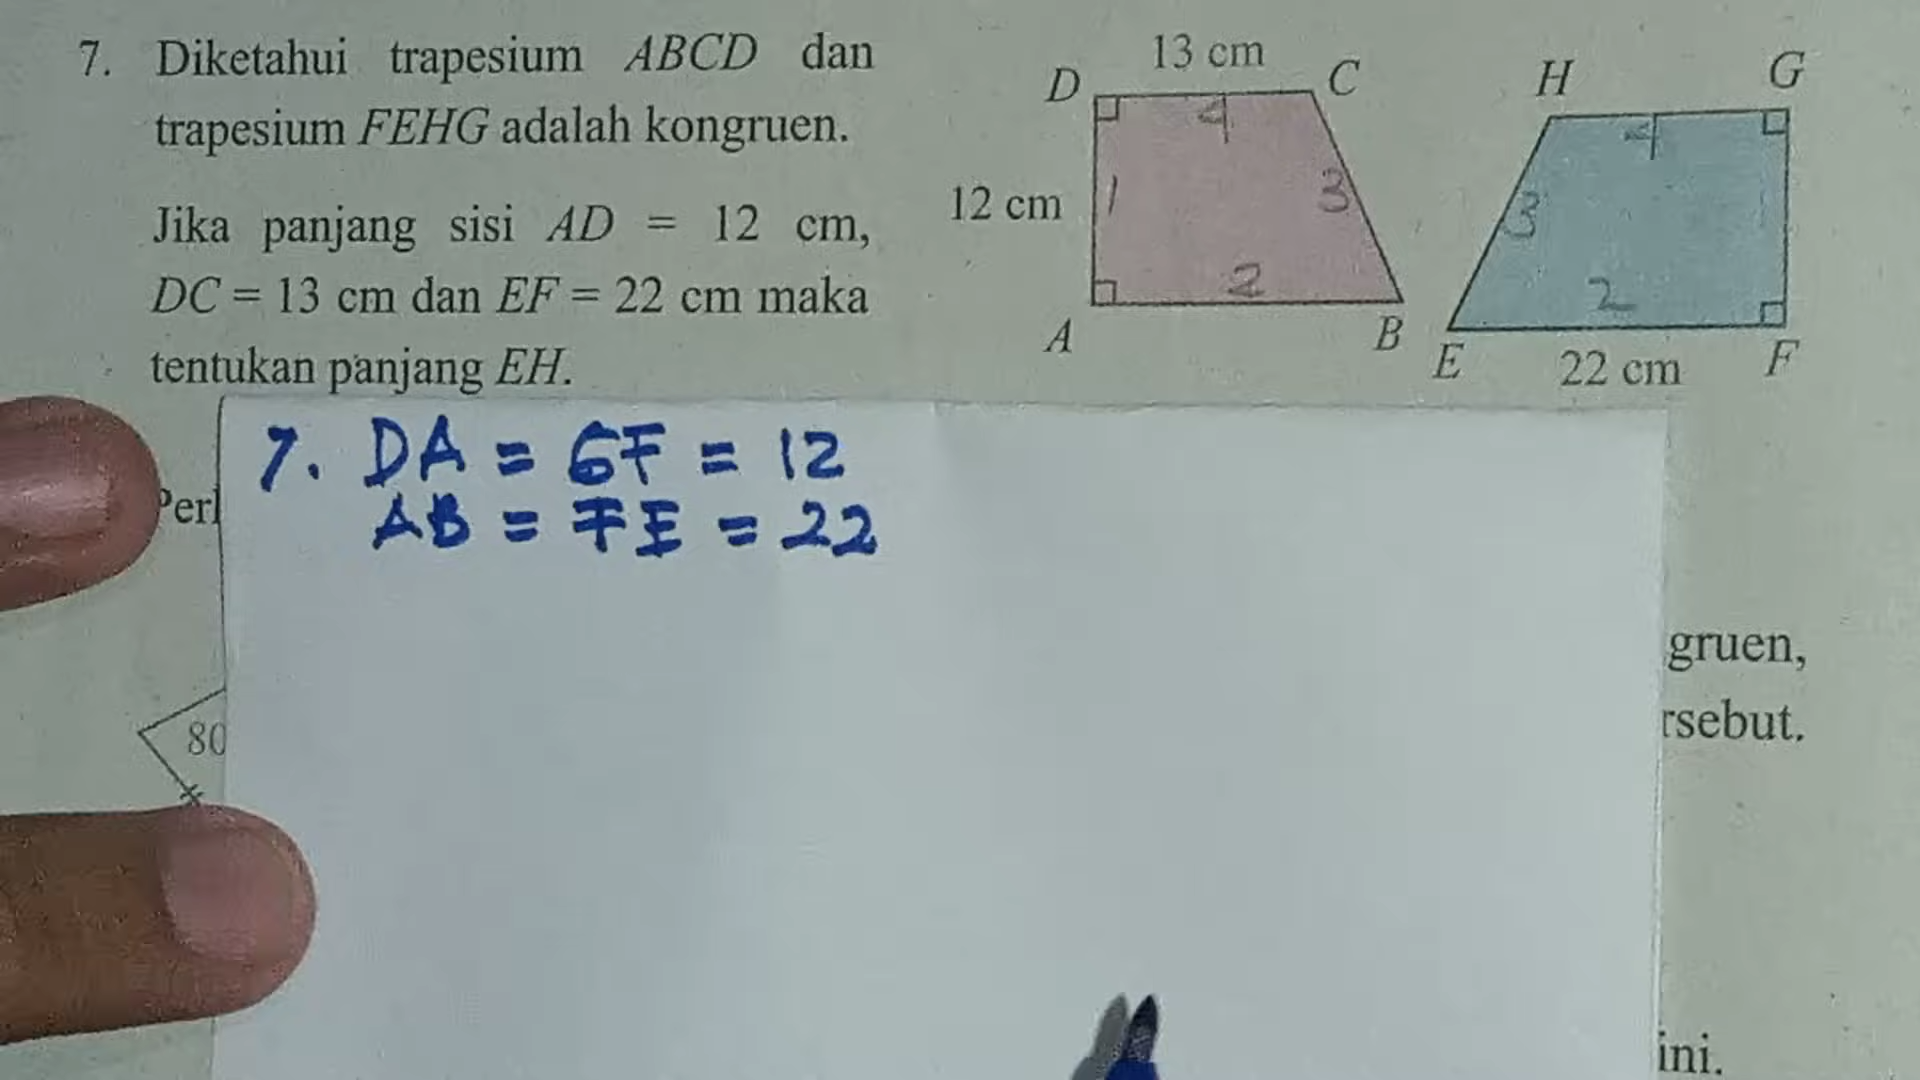 7. Diketahui trapesium ABCD dan
trapesium FEHG adalah kongruen.
Jika panjang sisi AD = 12 cm,
DC = 13 cm dan EF = 22 cm maka
tentukan panjang EH.
13 cm
D
C
4
12 cm
1
3
2
A
B
H
G
4
3
2
E
22 cm
F
7. DA = GF = 12
AB = FE = 22
80
gruen,
rsebut.
ini.